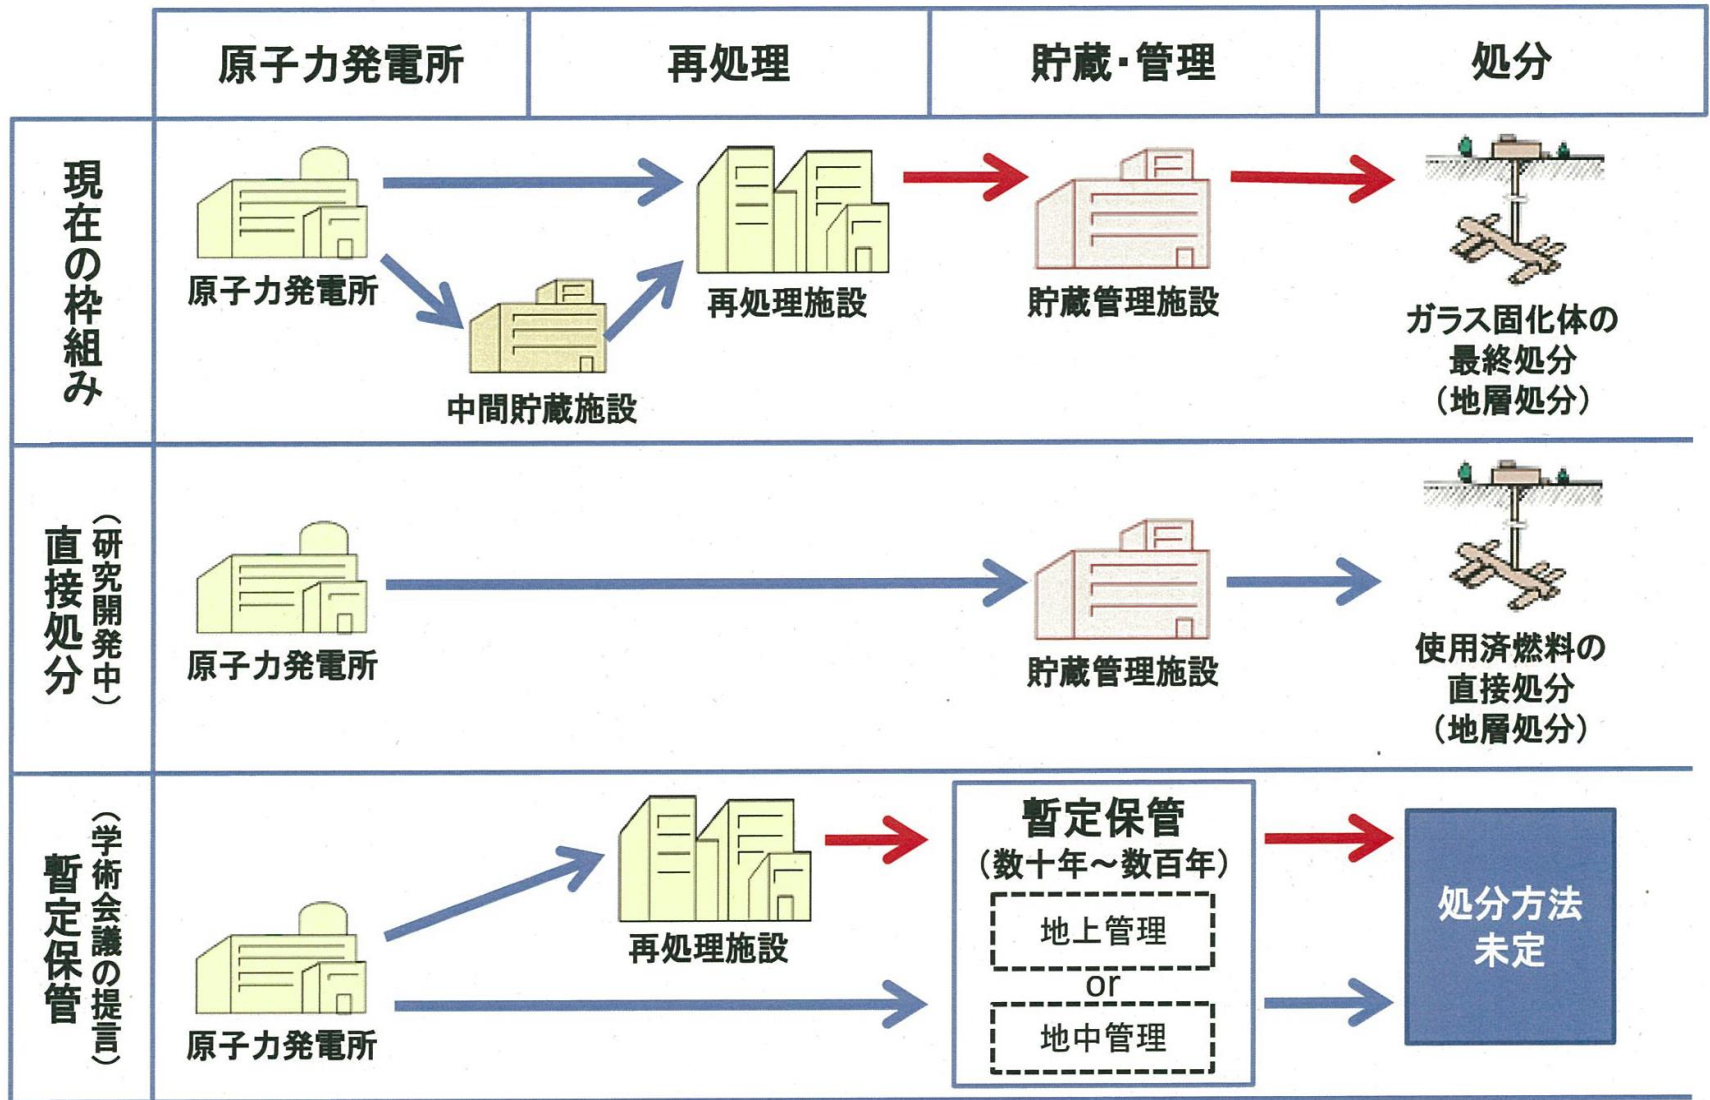 原子力発電所
再処理
貯蔵・管理
処分
現在の枠組み
原子力発電所
中間貯蔵施設
再処理施設
貯蔵管理施設
ガラス固化体の
最終処分
（地層処分）
直接処分
（研究開発中）
原子力発電所
貯蔵管理施設
使用済燃料の
直接処分
（地層処分）
暫定保管
（学術会議の提言）
原子力発電所
再処理施設
暫定保管
（数十年～数百年）
地上管理
or
地中管理
処分方法
未定